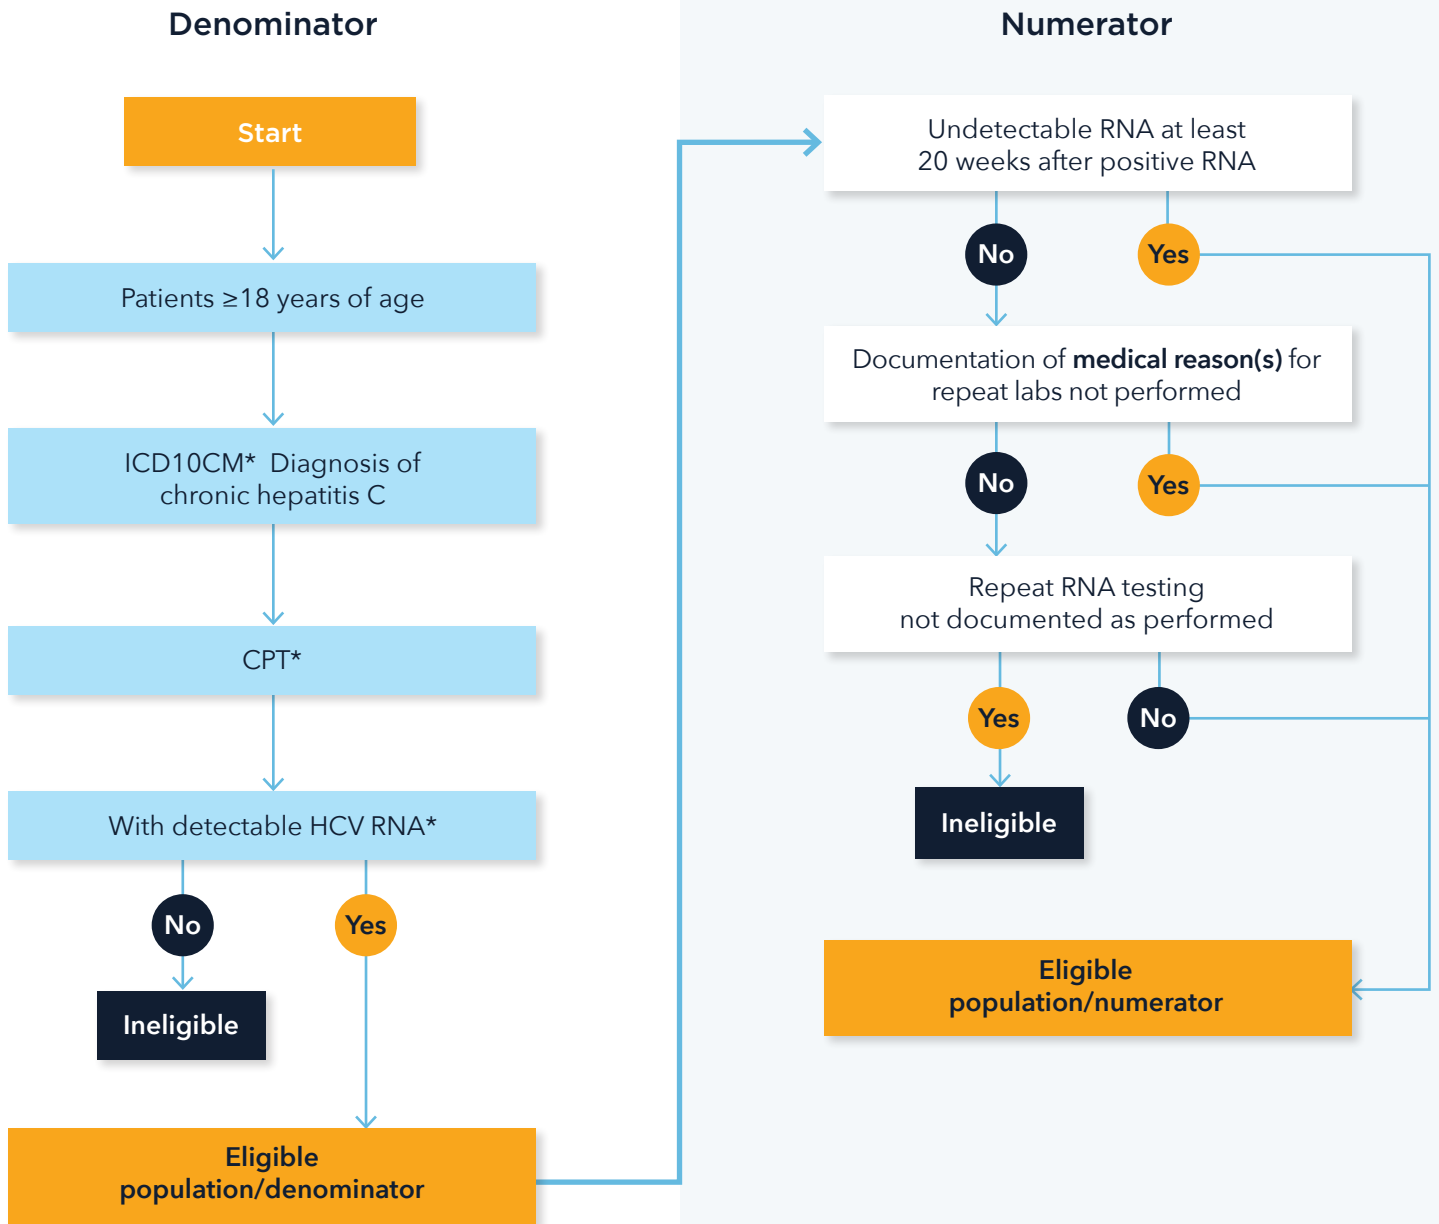 Denominator
Start
Patients ≥18 years of age
ICD10CM* Diagnosis of
chronic hepatitis C
CPT*
With detectable HCV RNA*
No
Yes
Ineligible
Eligible
population/denominator
Numerator
Undetectable RNA at least
20 weeks after positive RNA
No
Yes
Documentation of medical reason(s) for
repeat labs not performed
No
Yes
Repeat RNA testing
not documented as performed
Yes
No
Ineligible
Eligible
population/numerator